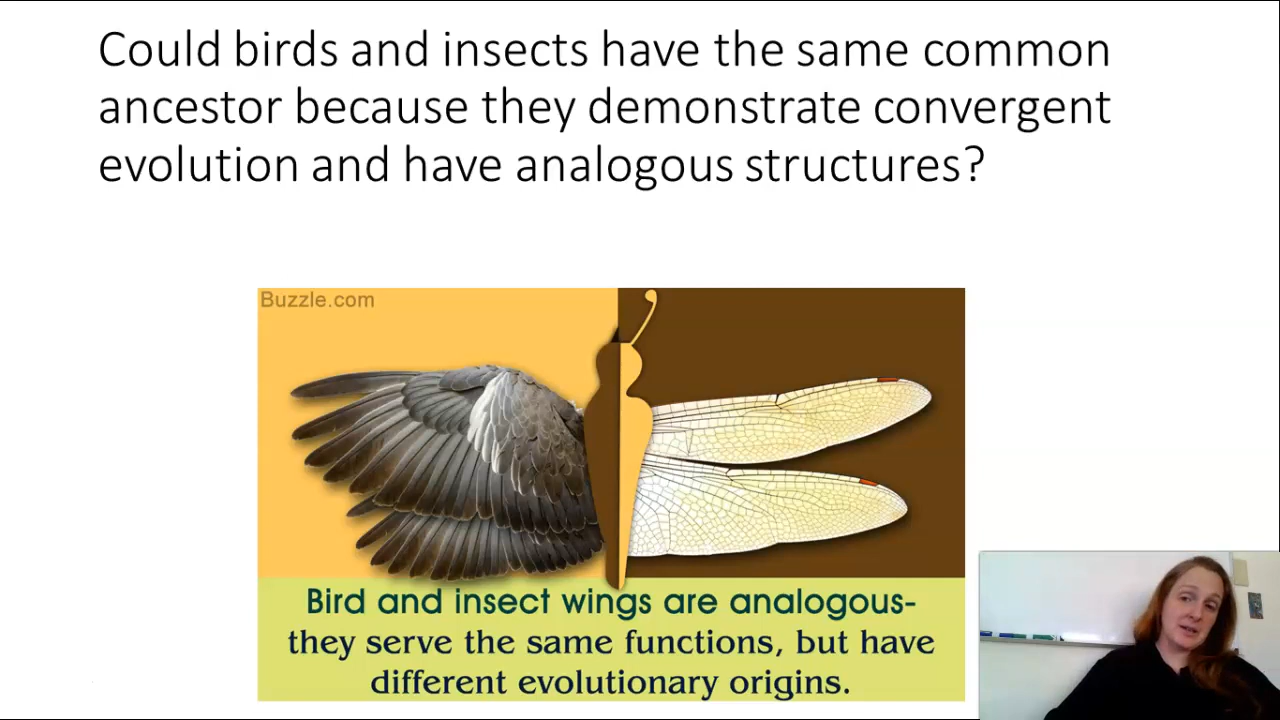 Could birds and insects have the same common
ancestor because they demonstrate convergent
evolution and have analogous structures?
Buzzle.com
Bird and insect wings are analogous-
they serve the same functions, but have
different evolutionary origins.